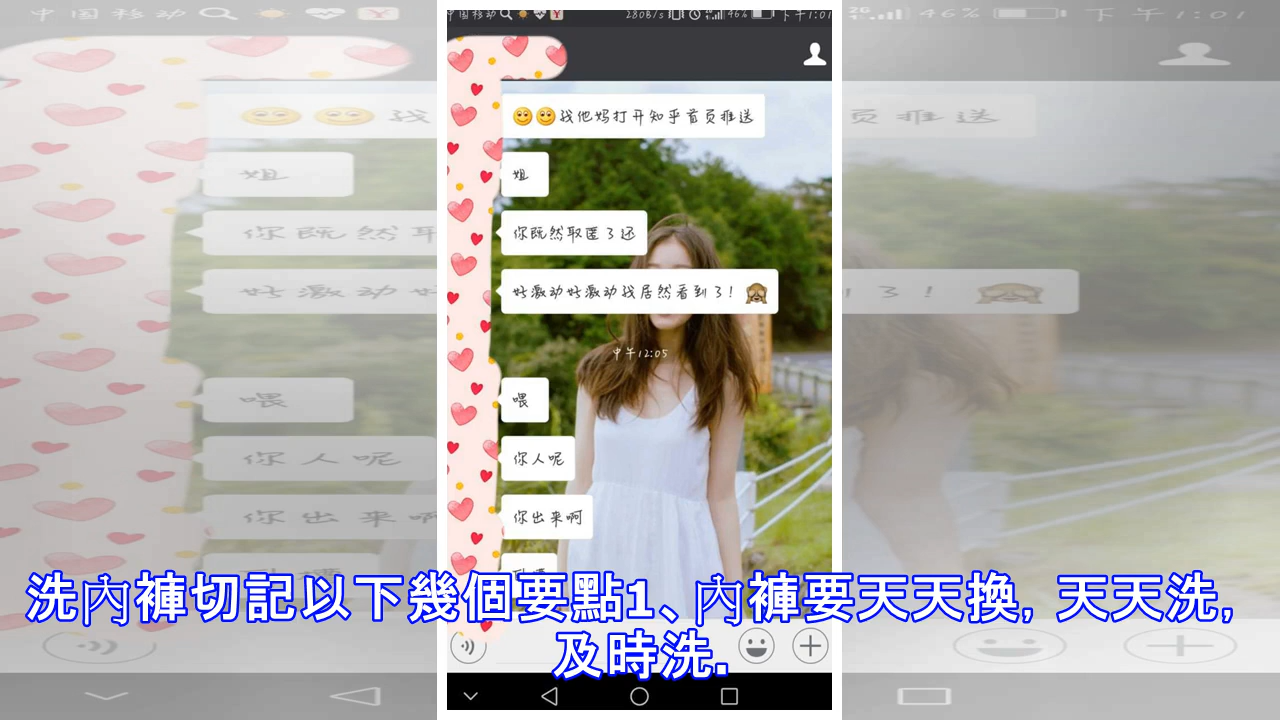 中国移动
280B/s
46%
下午1:01
我他妈打开知乎首页推送
姐
你既然取匿了还
好激动好激动我居然看到了!
中午12:05
喂
你人呢
你出来啊
洗內褲切記以下幾個要點1、內褲要天天換, 天天洗,
及時洗.